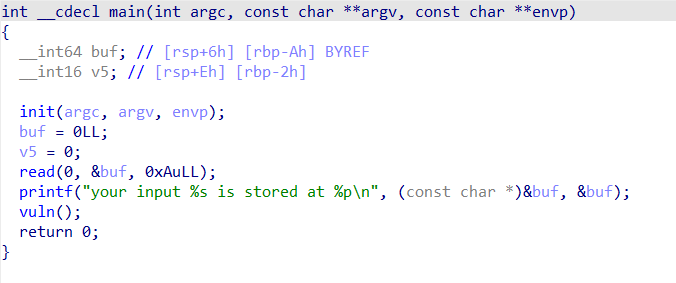 int __cdecl main(int argc, const char **argv, const char **envp)
{
__int64 buf; // [rsp+6h] [rbp-Ah] BYREF
__int16 v5; // [rsp+Eh] [rbp-2h]
init(argc, argv, envp);
buf = 0LL;
v5 = 0;
read(0, &buf, 0xAuLL);
printf("your input %s is stored at %p\n", (const char *)&buf, &buf);
vuln();
return 0;
}